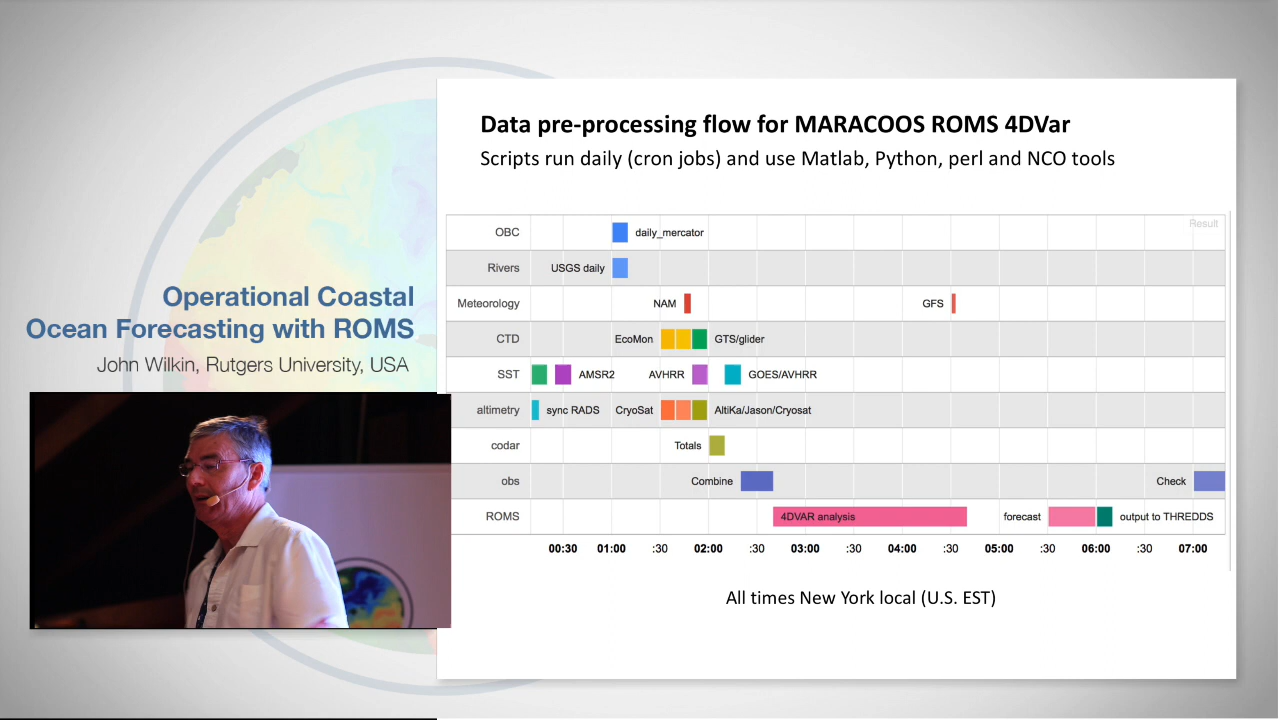 Data pre-processing flow for MARACOOS ROMS 4DVar
Scripts run daily (cron jobs) and use Matlab, Python, perl and NCO tools
Operational Coastal
Ocean Forecasting with ROMS
John Wilkin, Rutgers University, USA
Result
OBC daily_mercator
Rivers USGS daily
Meteorology NAM GFS
CTD EcoMon GTS/glider
SST AMSR2 AVHRR GOES/AVHRR
altimetry sync RADS CryoSat AltiKa/Jason/Cryosat
codar Totals
obs Combine Check
ROMS 4DVAR analysis forecast output to THREDDS
00:30 01:00 :30 02:00 :30 03:00 :30 04:00 :30 05:00 :30 06:00 :30 07:00
All times New York local (U.S. EST)